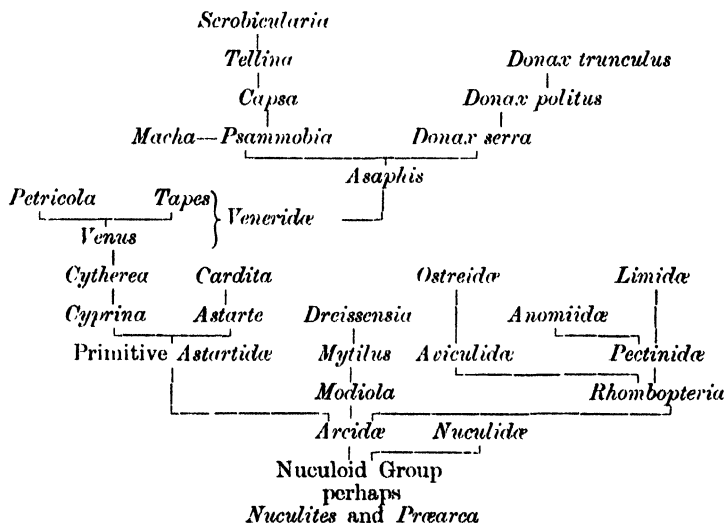 Scrobicularia
Tellina Donax trunculus
Capsa Donax politus
Macha—Psammobia Donax serra
Asaphis
Petricola Tapes } Veneridæ
Venus
Cytherea Cardita Ostreidæ Limidæ
Cyprina Astarte Dreissensia Anomiidæ
Primitive Astartidæ Mytilus Aviculidæ Pectinidæ
Modiola Rhombopteria
Arcidæ Nuculidæ
Nuculoid Group
perhaps
Nuculites and Præarca